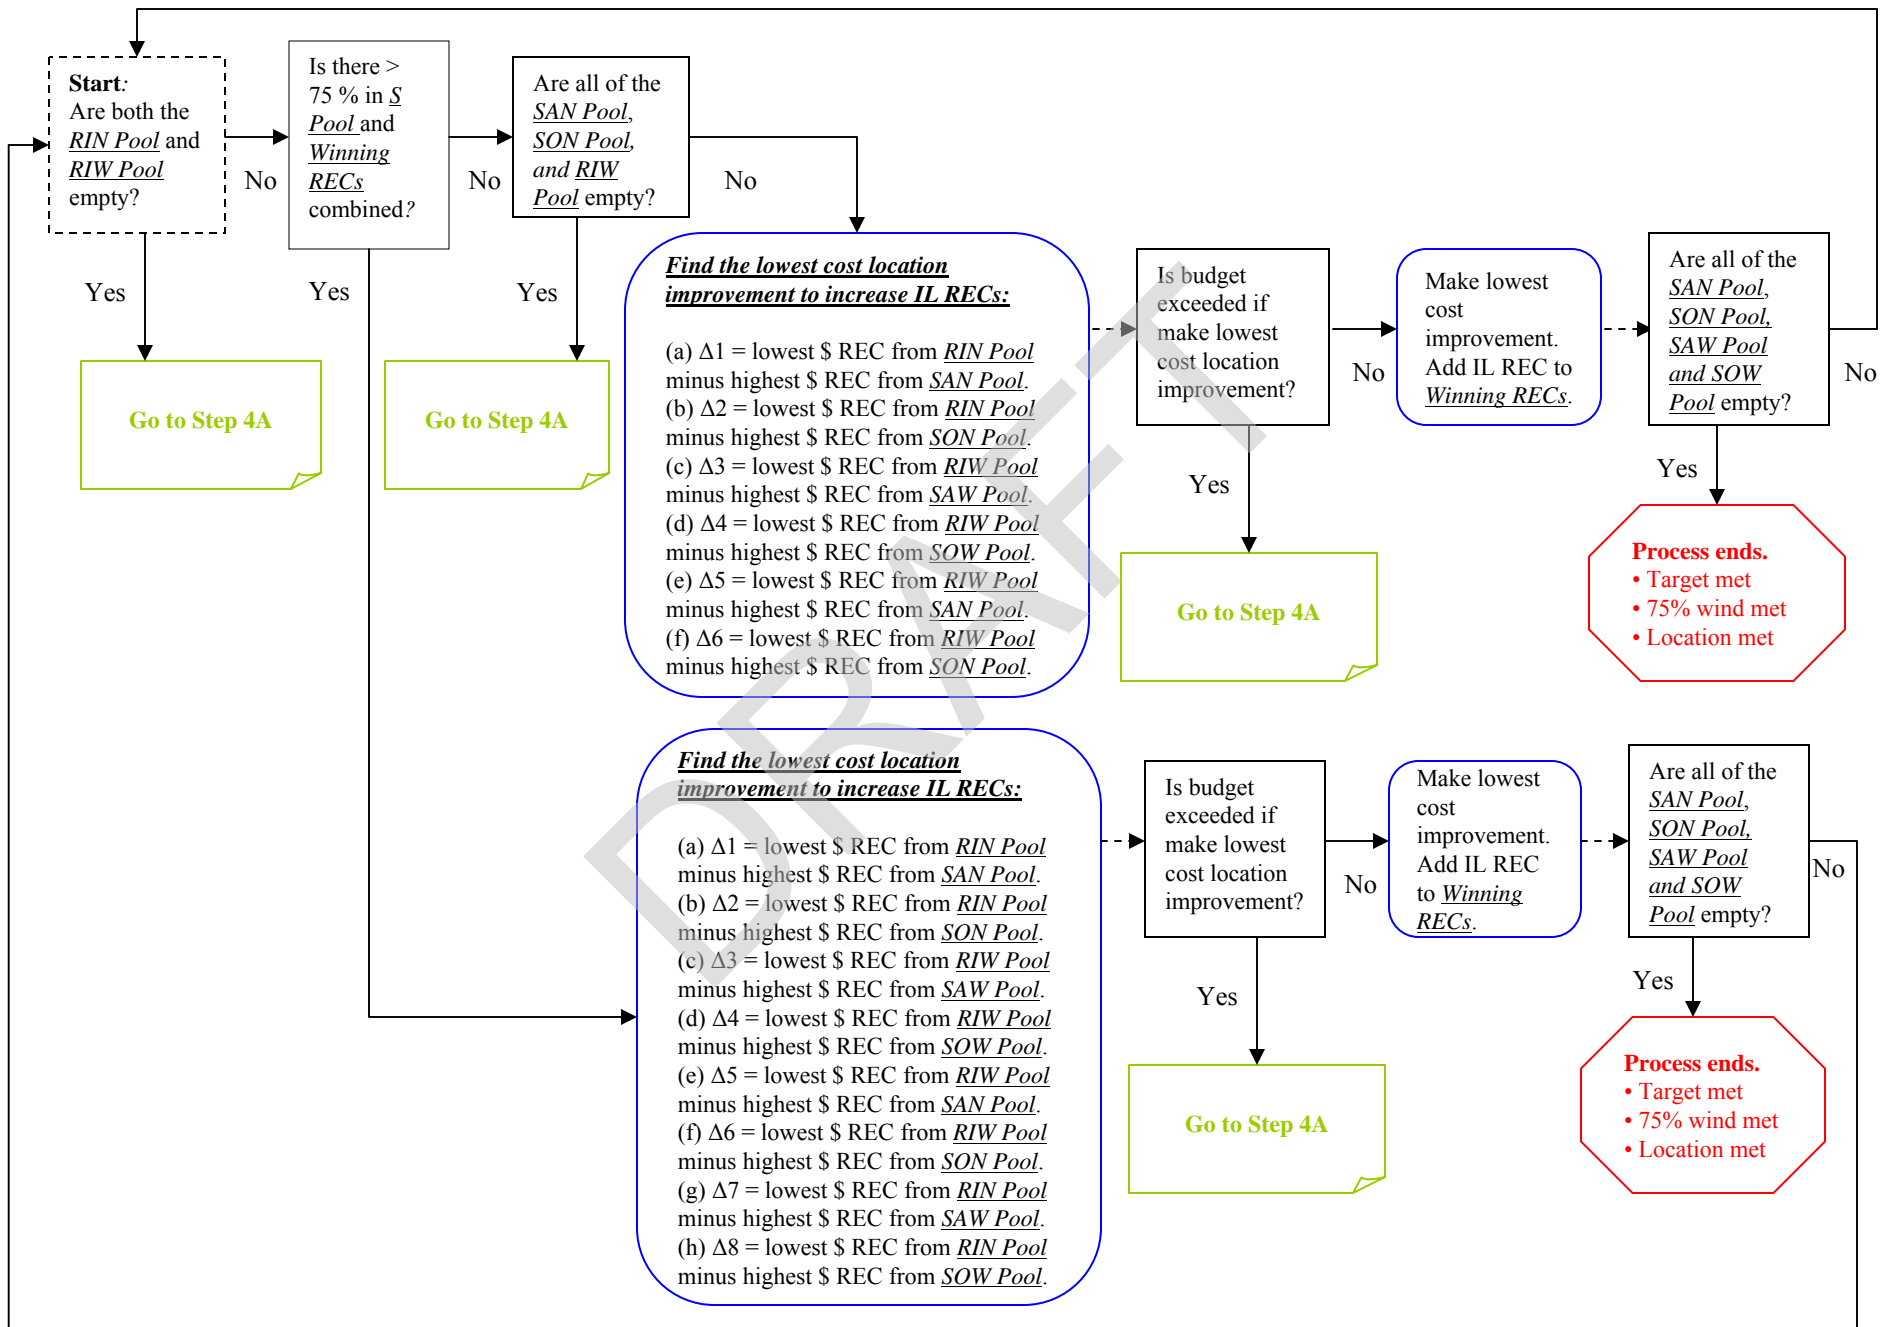 Start:
Are both the
RIN Pool and
RIW Pool
empty?
No
Yes
Go to Step 4A
Is there >
75 % in S
Pool and
Winning
RECs
combined?
No
Yes
Are all of the
SAN Pool,
SON Pool,
and RIW
Pool empty?
No
Yes
Go to Step 4A
Find the lowest cost location
improvement to increase IL RECs:
(a) Δ1 = lowest $ REC from RIN Pool
minus highest $ REC from SAN Pool.
(b) Δ2 = lowest $ REC from RIN Pool
minus highest $ REC from SON Pool.
(c) Δ3 = lowest $ REC from RIW Pool
minus highest $ REC from SAW Pool.
(d) Δ4 = lowest $ REC from RIW Pool
minus highest $ REC from SOW Pool.
(e) Δ5 = lowest $ REC from RIW Pool
minus highest $ REC from SAN Pool.
(f) Δ6 = lowest $ REC from RIW Pool
minus highest $ REC from SON Pool.
Is budget
exceeded if
make lowest
cost location
improvement?
No
Yes
Go to Step 4A
Make lowest
cost
improvement.
Add IL REC to
Winning RECs.
Are all of the
SAN Pool,
SON Pool,
SAW Pool
and SOW
Pool empty?
No
Yes
Process ends.
• Target met
• 75% wind met
• Location met
Find the lowest cost location
improvement to increase IL RECs:
(a) Δ1 = lowest $ REC from RIN Pool
minus highest $ REC from SAN Pool.
(b) Δ2 = lowest $ REC from RIN Pool
minus highest $ REC from SON Pool.
(c) Δ3 = lowest $ REC from RIW Pool
minus highest $ REC from SAW Pool.
(d) Δ4 = lowest $ REC from RIW Pool
minus highest $ REC from SOW Pool.
(e) Δ5 = lowest $ REC from RIW Pool
minus highest $ REC from SAN Pool.
(f) Δ6 = lowest $ REC from RIW Pool
minus highest $ REC from SON Pool.
(g) Δ7 = lowest $ REC from RIN Pool
minus highest $ REC from SAW Pool.
(h) Δ8 = lowest $ REC from RIN Pool
minus highest $ REC from SOW Pool.
Is budget
exceeded if
make lowest
cost location
improvement?
No
Yes
Go to Step 4A
Make lowest
cost
improvement.
Add IL REC
to Winning
RECs.
Are all of the
SAN Pool,
SON Pool,
SAW Pool
and SOW
Pool empty?
No
Yes
Process ends.
• Target met
• 75% wind met
• Location met
DRAFT